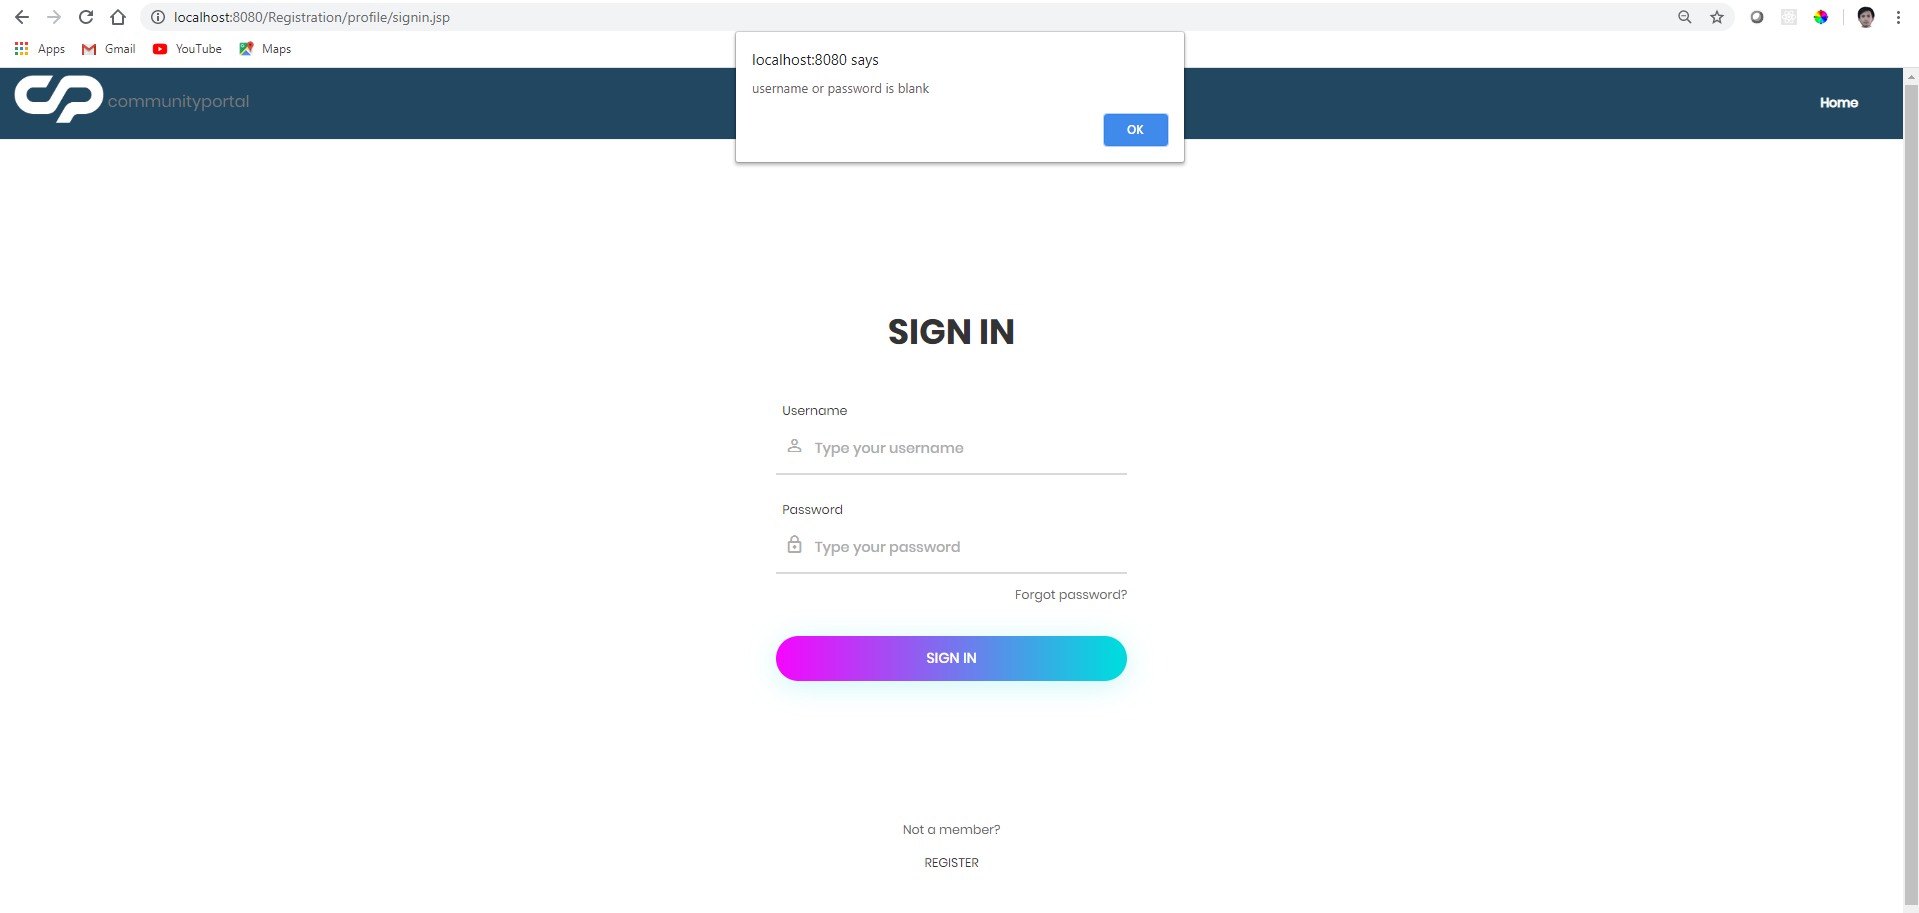 localhost:8080/Registration/profile/signin.jsp
Apps Gmail YouTube Maps
localhost:8080 says
username or password is blank
OK
cp communityportal
Home
SIGN IN
Username
Type your username
Password
Type your password
Forgot password?
SIGN IN
Not a member?
REGISTER